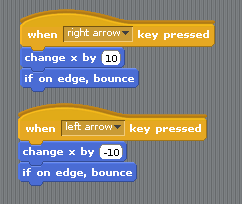 when right arrow key pressed
change x by 10
if on edge, bounce
when left arrow key pressed
change x by -10
if on edge, bounce